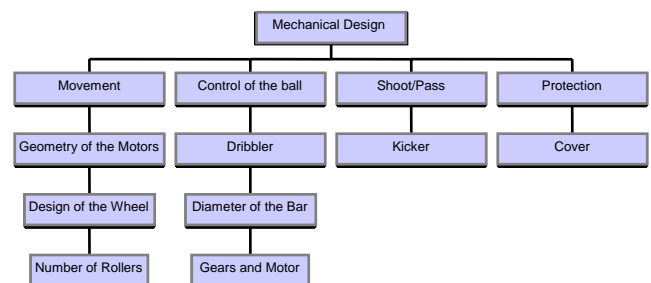 Mechanical Design
Movement
Control of the ball
Shoot/Pass
Protection
Geometry of the Motors
Dribbler
Kicker
Cover
Design of the Wheel
Diameter of the Bar
Number of Rollers
Gears and Motor